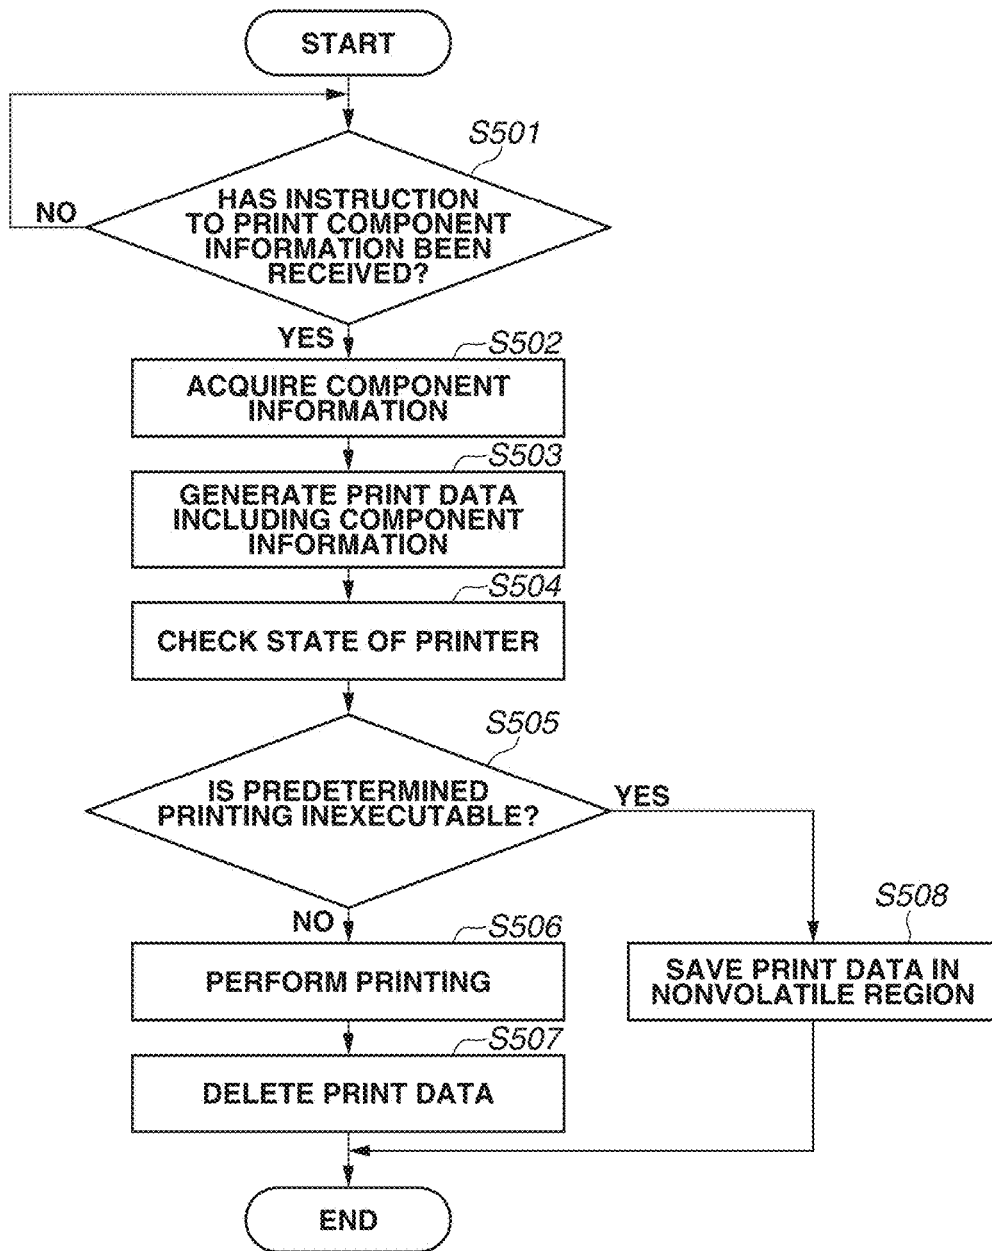 START
S501
HAS INSTRUCTION
TO PRINT COMPONENT
INFORMATION BEEN
RECEIVED?
NO
YES
S502
ACQUIRE COMPONENT
INFORMATION
S503
GENERATE PRINT DATA
INCLUDING COMPONENT
INFORMATION
S504
CHECK STATE OF PRINTER
S505
IS PREDETERMINED
PRINTING INEXECUTABLE?
YES
NO
S506
PERFORM PRINTING
S508
SAVE PRINT DATA IN
NONVOLATILE REGION
S507
DELETE PRINT DATA
END